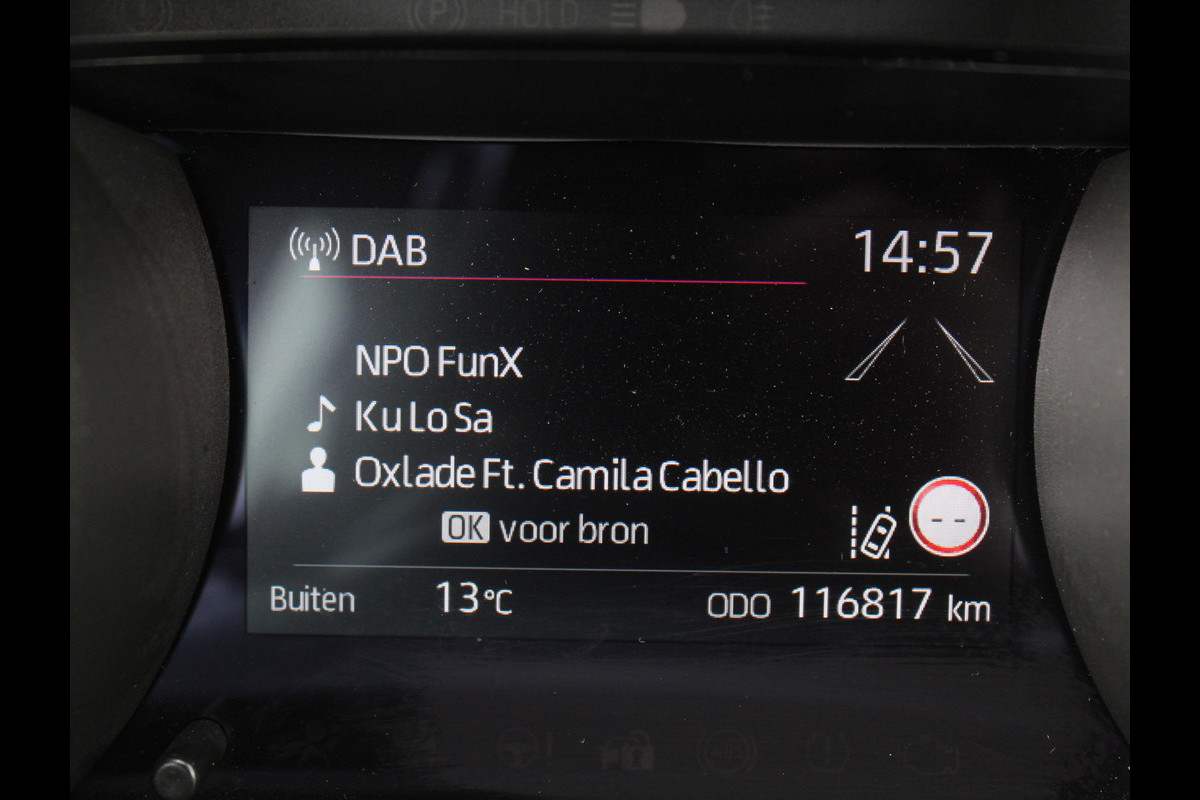 HOLD
DAB
14:57
NPO FunX
Ku Lo Sa
Oxlade Ft. Camila Cabello
OK voor bron
--
Buiten 13°C ODO 116817 km